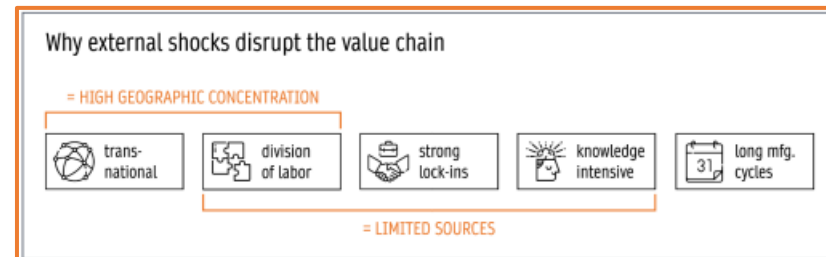 Why external shocks disrupt the value chain
= HIGH GEOGRAPHIC CONCENTRATION
trans-
national
division
of labor
strong
lock-ins
knowledge
intensive
31
long mfg.
cycles
= LIMITED SOURCES